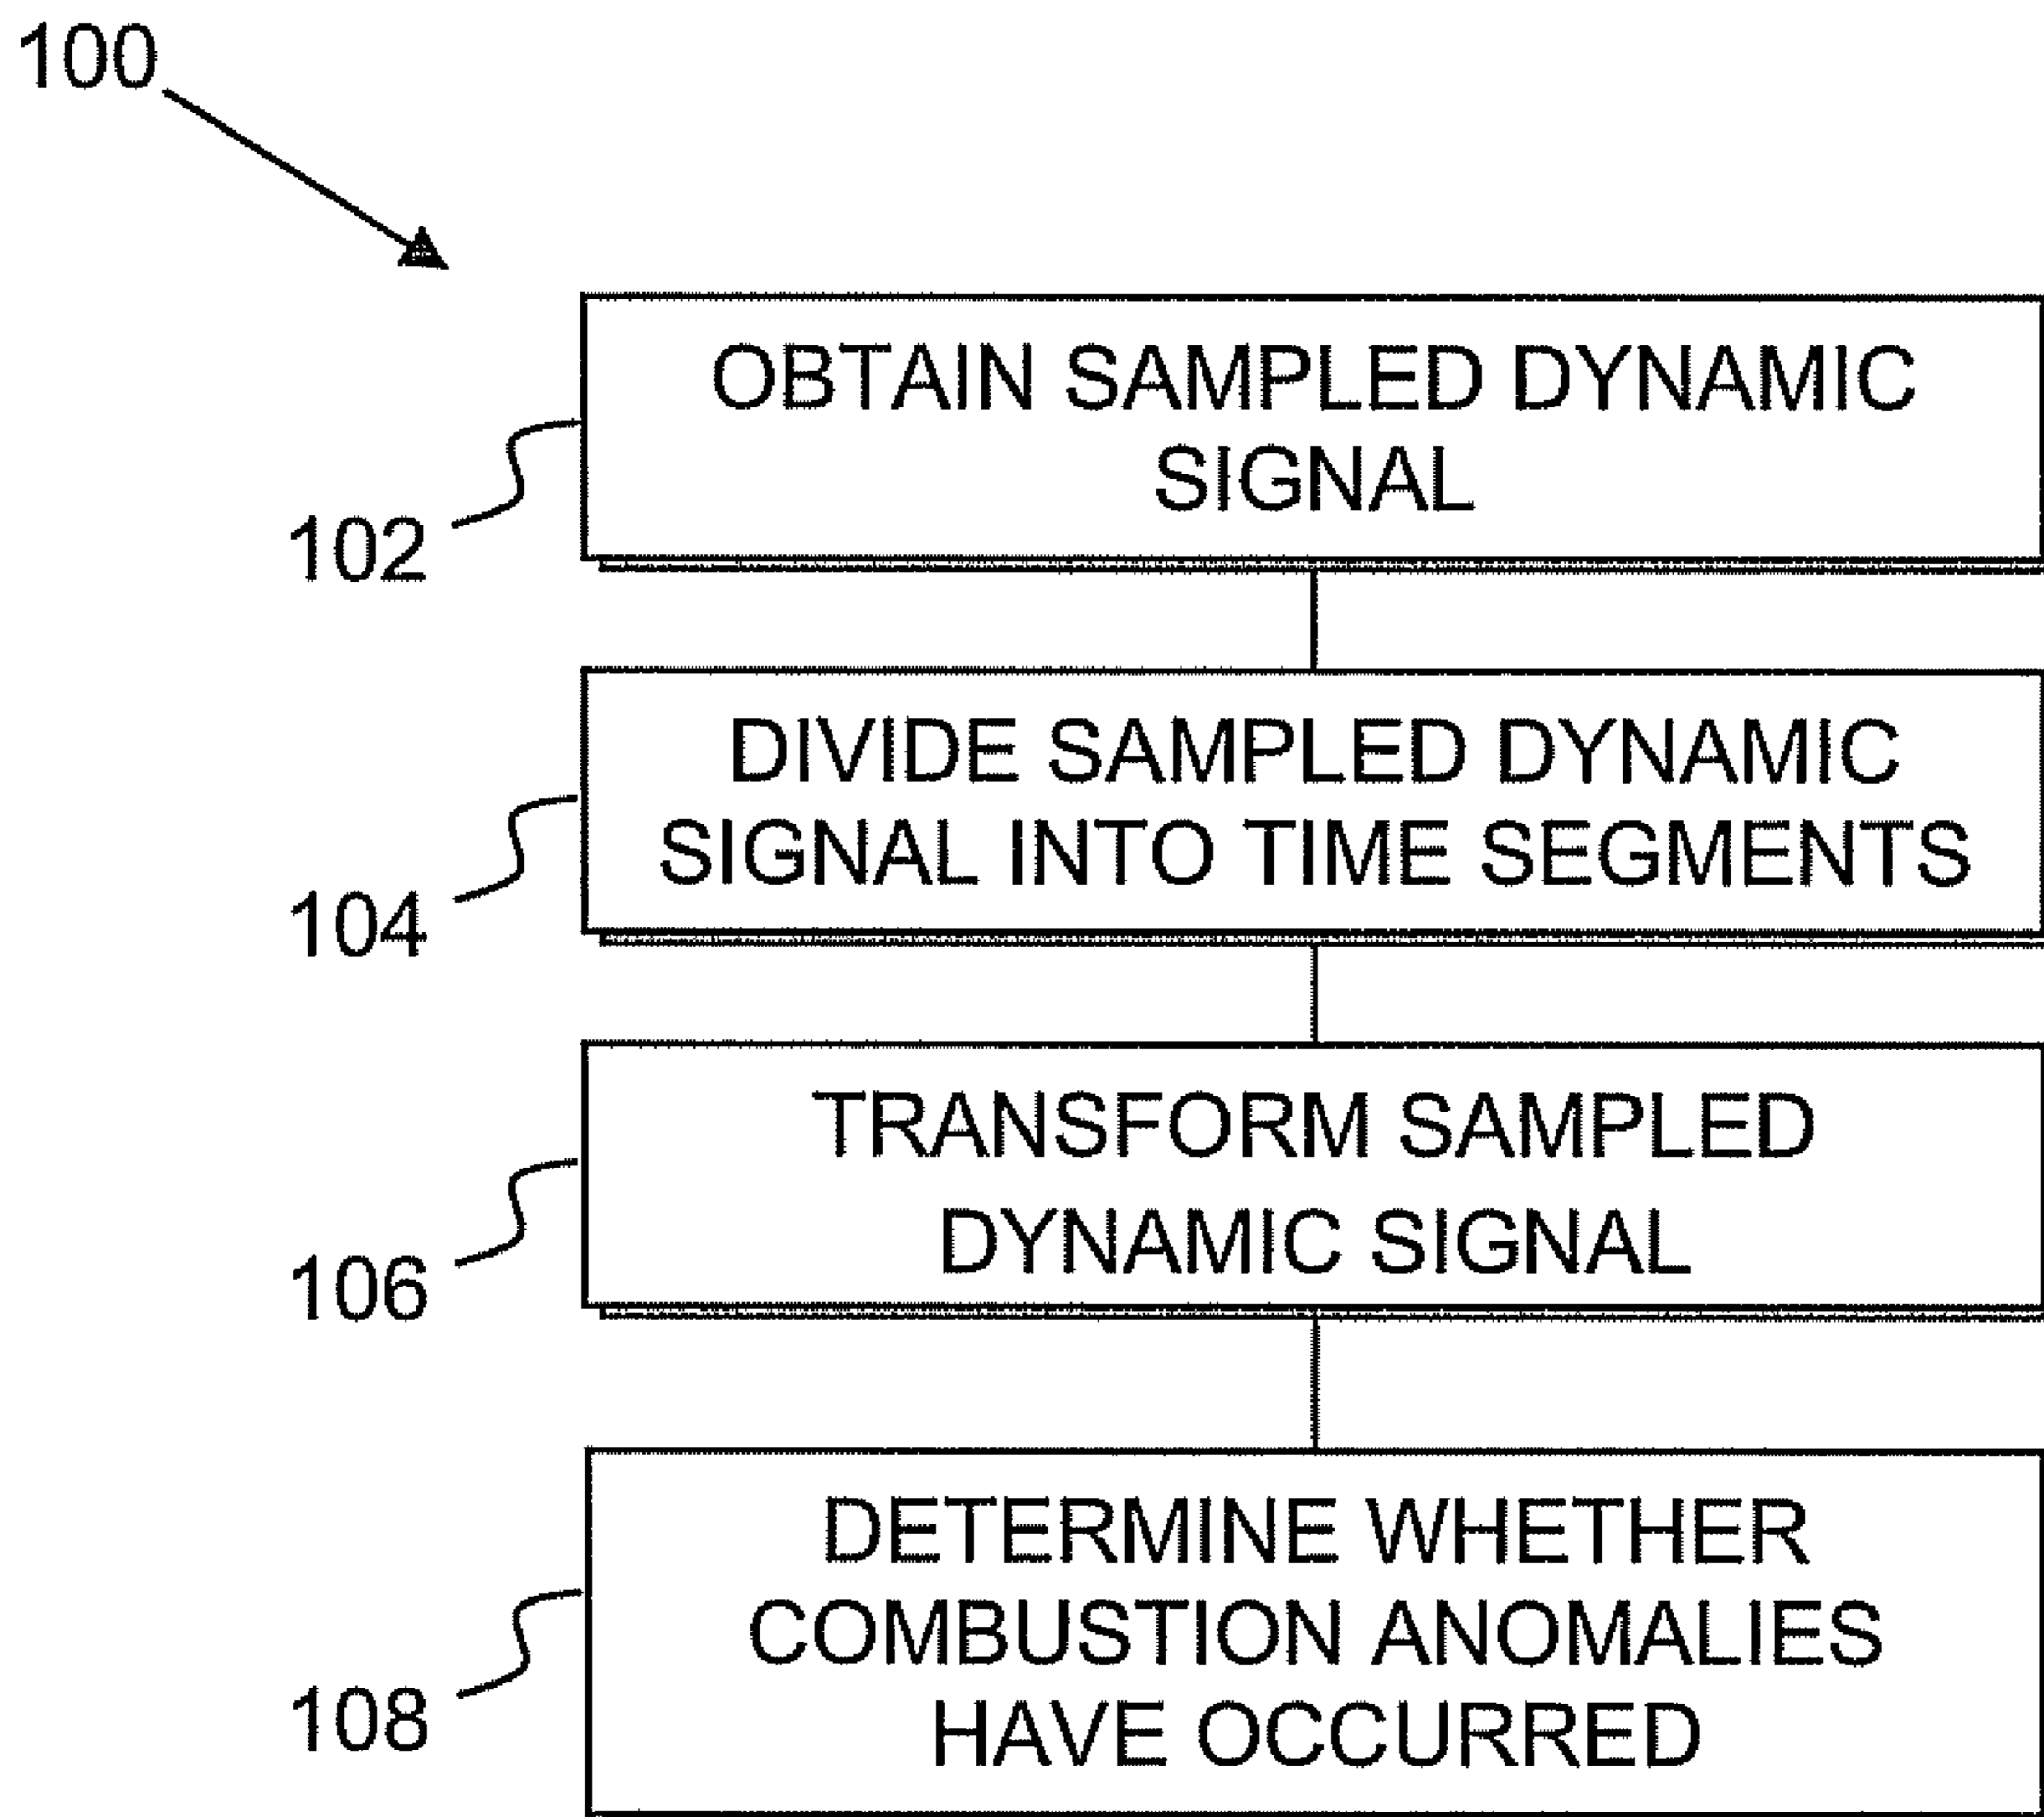 100
OBTAIN SAMPLED DYNAMIC
SIGNAL
102
DIVIDE SAMPLED DYNAMIC
SIGNAL INTO TIME SEGMENTS
104
TRANSFORM SAMPLED
DYNAMIC SIGNAL
106
DETERMINE WHETHER
COMBUSTION ANOMALIES
HAVE OCCURRED
108